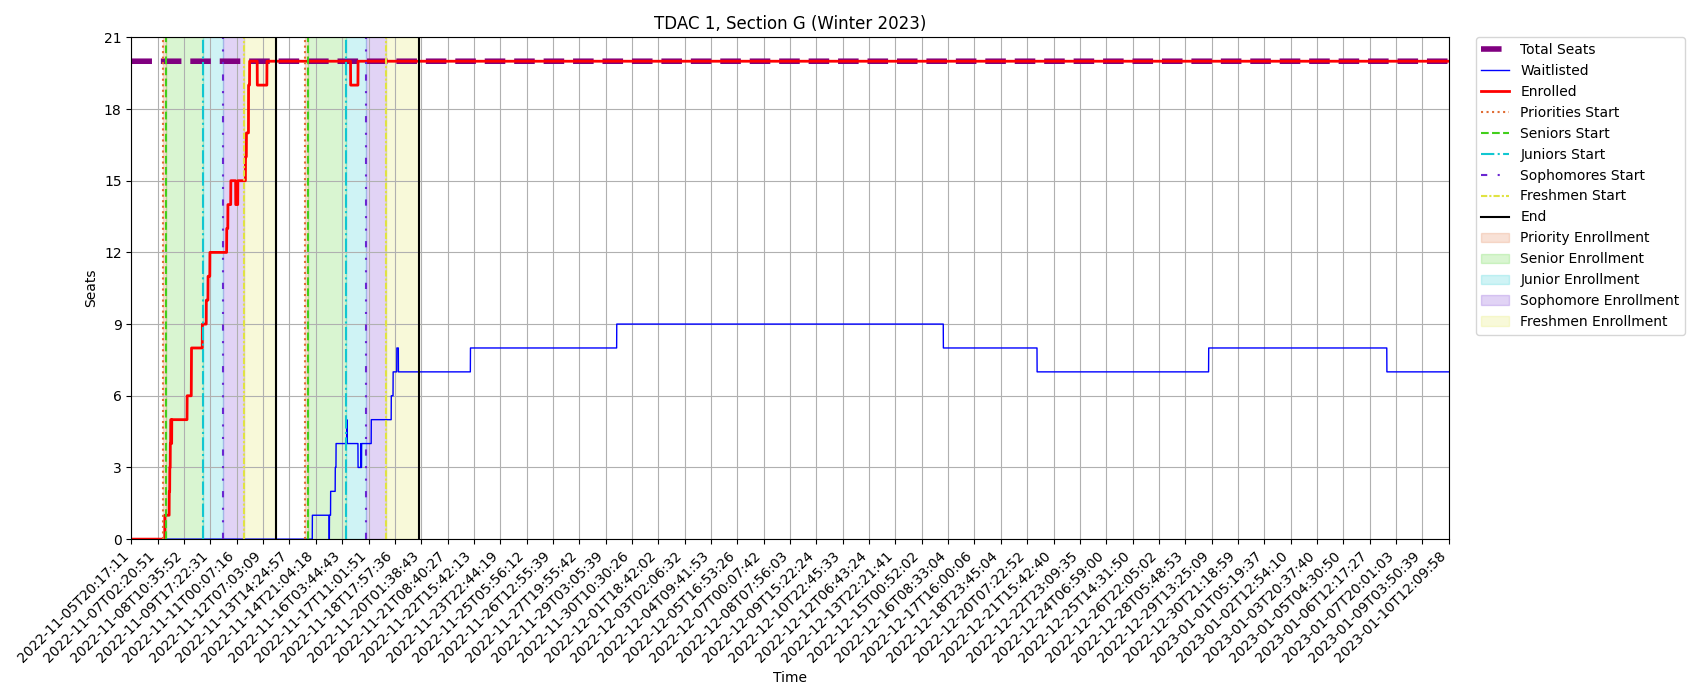 TDAC 1, Section G (Winter 2023)
21
18
15
12
9
6
3
0
Seats
2022-11-05T20:17:11
2022-11-07T02:20:51
2022-11-08T10:35:52
2022-11-09T17:22:31
2022-11-11T00:07:16
2022-11-12T07:03:09
2022-11-13T14:24:57
2022-11-14T21:04:18
2022-11-16T03:44:43
2022-11-17T11:01:51
2022-11-18T17:57:36
2022-11-20T01:38:43
2022-11-21T08:40:27
2022-11-22T15:42:13
2022-11-23T22:44:19
2022-11-25T05:56:12
2022-11-26T12:55:39
2022-11-27T19:55:42
2022-11-29T03:05:39
2022-11-30T10:30:26
2022-12-01T18:42:02
2022-12-03T02:06:32
2022-12-04T09:41:53
2022-12-05T16:53:26
2022-12-07T00:07:42
2022-12-08T07:56:03
2022-12-09T15:22:24
2022-12-10T22:45:33
2022-12-12T06:43:24
2022-12-13T22:21:41
2022-12-15T00:52:02
2022-12-16T08:33:04
2022-12-17T16:00:06
2022-12-18T23:45:04
2022-12-20T07:22:52
2022-12-21T15:42:40
2022-12-22T23:09:35
2022-12-24T06:59:00
2022-12-25T14:31:50
2022-12-26T22:05:02
2022-12-28T05:48:53
2022-12-29T13:25:09
2022-12-30T21:18:59
2023-01-01T05:19:37
2023-01-02T12:54:10
2023-01-03T20:37:40
2023-01-05T04:30:50
2023-01-06T12:17:27
2023-01-07T20:01:03
2023-01-09T03:50:39
2023-01-10T12:09:58
Time
Total Seats
Waitlisted
Enrolled
Priorities Start
Seniors Start
Juniors Start
Sophomores Start
Freshmen Start
End
Priority Enrollment
Senior Enrollment
Junior Enrollment
Sophomore Enrollment
Freshmen Enrollment